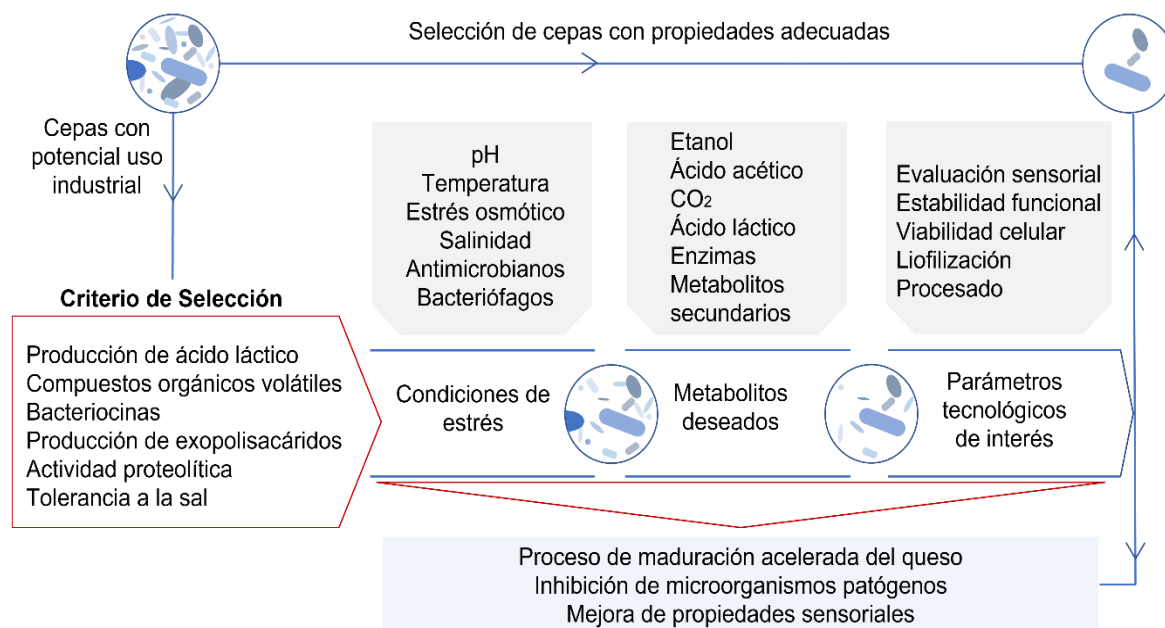 Selección de cepas con propiedades adecuadas
Cepas con
potencial uso
industrial
pH
Temperatura
Estrés osmótico
Salinidad
Antimicrobianos
Bacteriófagos
Etanol
Ácido acético
CO₂
Ácido láctico
Enzimas
Metabolitos
secundarios
Evaluación sensorial
Estabilidad funcional
Viabilidad celular
Liofilización
Procesado
Criterio de Selección
Producción de ácido láctico
Compuestos orgánicos volátiles
Bacteriocinas
Producción de exopolisacáridos
Actividad proteolítica
Tolerancia a la sal
Condiciones de
estrés
Metabolitos
deseados
Parámetros
tecnológicos
de interés
Proceso de maduración acelerada del queso
Inhibición de microorganismos patógenos
Mejora de propiedades sensoriales